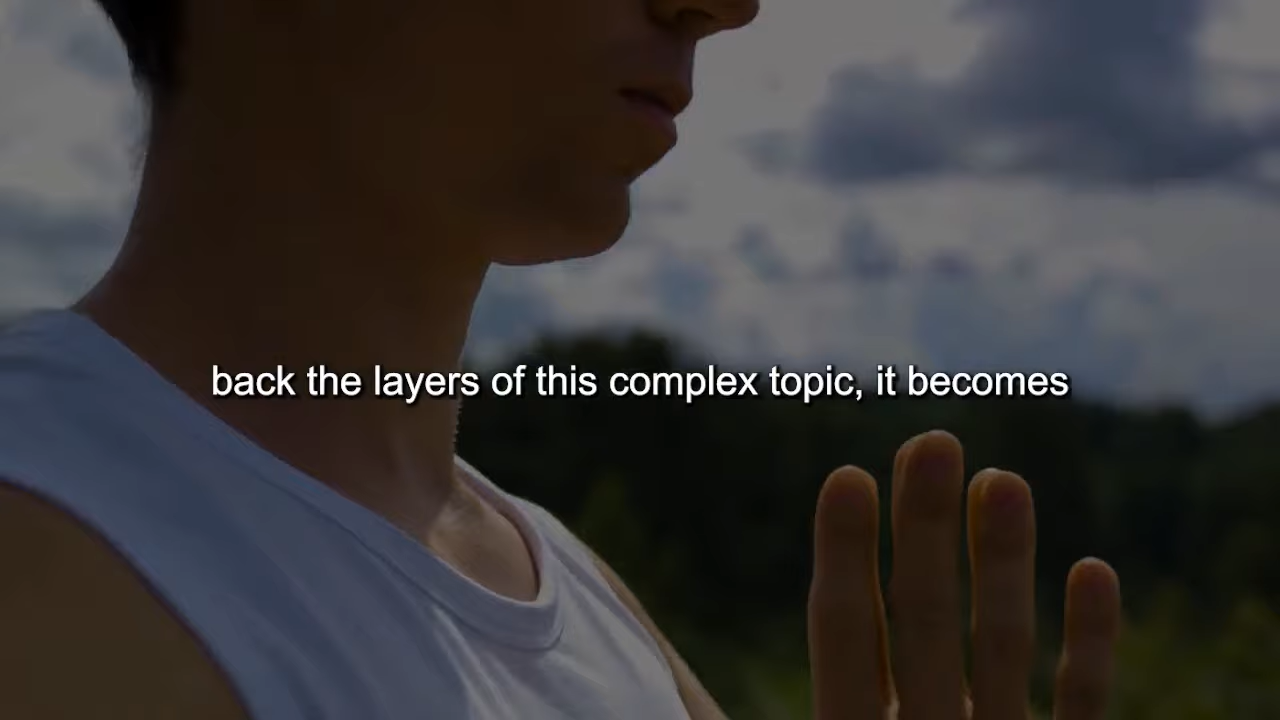 back the layers of this complex topic, it becomes